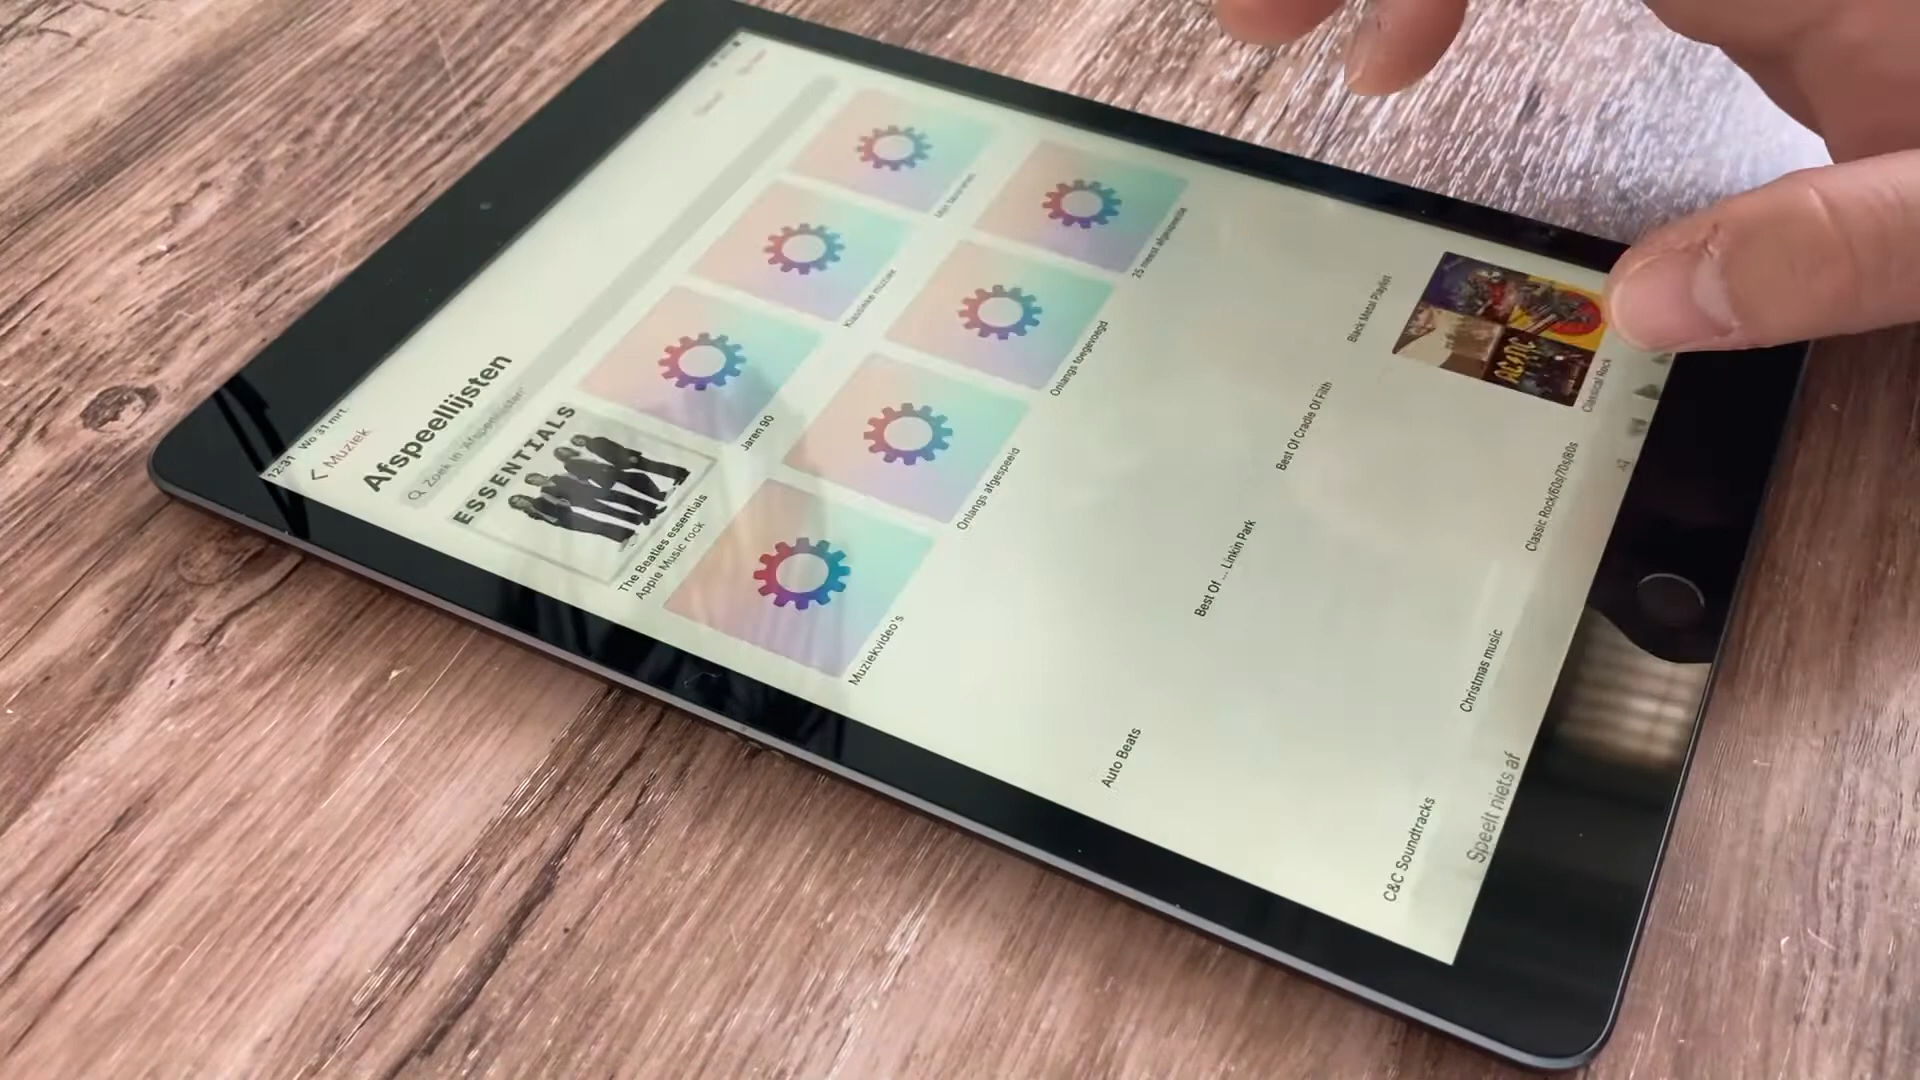 12:31 Wo 31 mrt.
< Muziek
Afspeellijsten
Zoek in 'Afspeellijsten'
ESSENTIALS
The Beatles essentials
Apple Music rock
Jaren 90
Klassieke muziek
Muziekvideo's
Onlangs afgespeeld
Onlangs toegevoegd
25 meest afgespeelde
Auto Beats
Best Of ... Linkin Park
Best Of Cradle Of Filth
Black Metal Playlist
C&C Soundtracks
Christmas music
Classic Rock/60s/70s/80s
AC/DC
Classical Rock
Speelt niets af